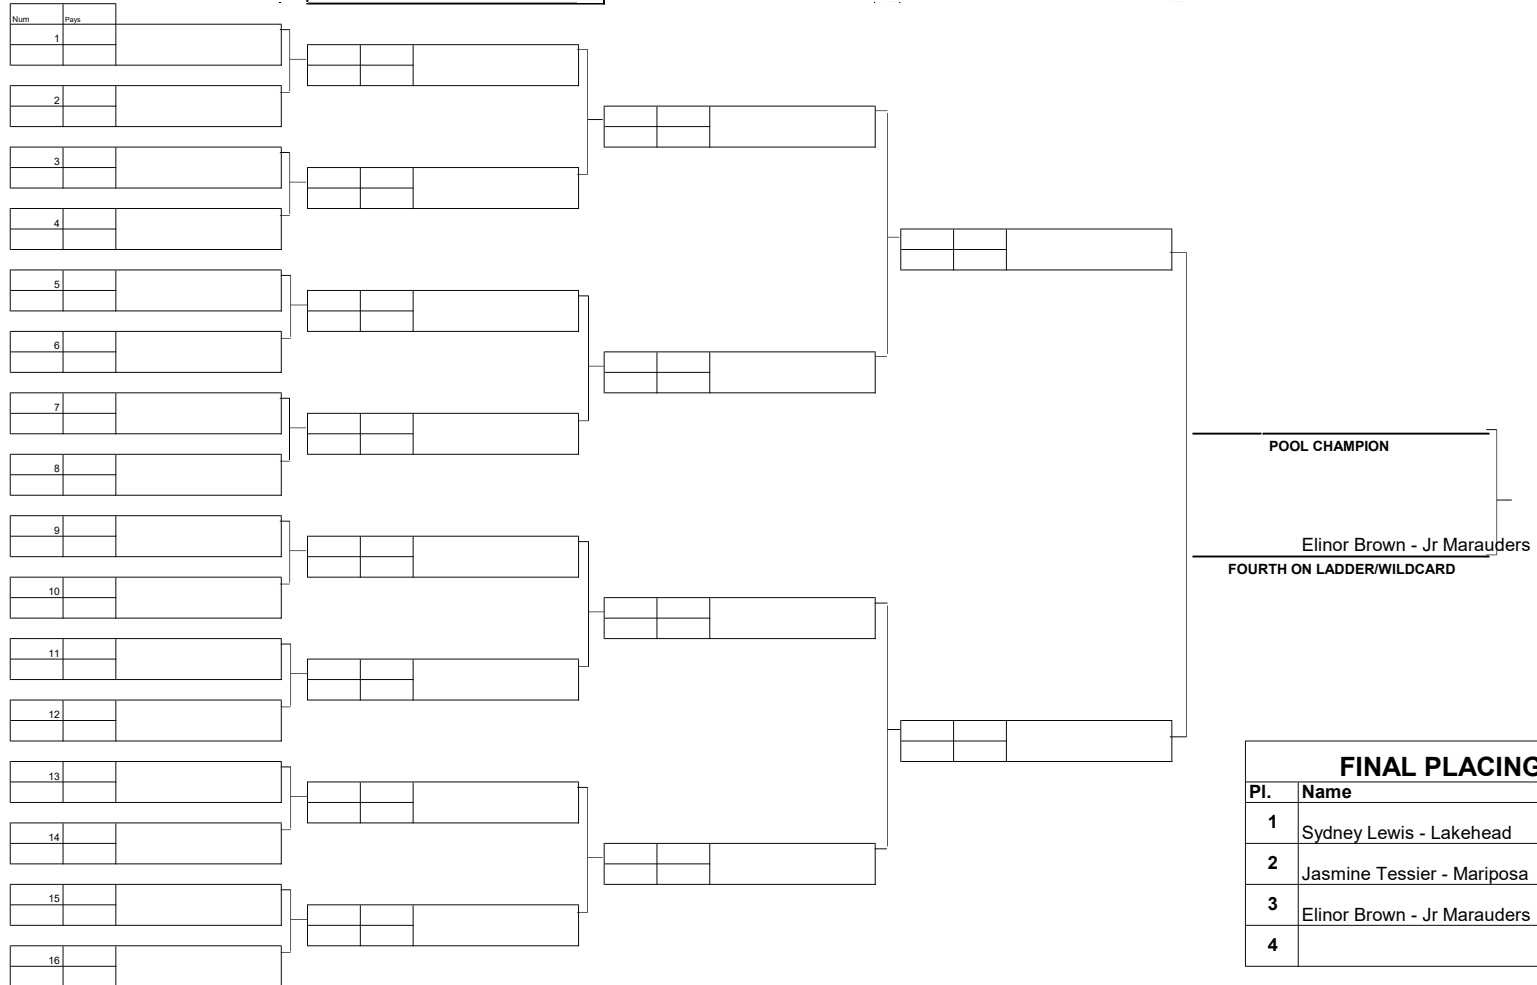 Num Pays
1
2
3
4
5
6
7
8
9
10
11
12
13
14
15
16
POOL CHAMPION
Elinor Brown - Jr Marauders
FOURTH ON LADDER/WILDCARD
FINAL PLACING
Pl. Name
1 Sydney Lewis - Lakehead
2 Jasmine Tessier - Mariposa
3 Elinor Brown - Jr Marauders
4